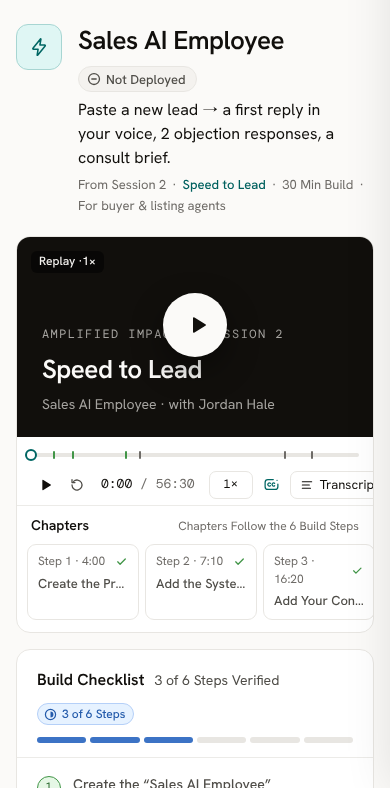 Sales AI Employee
Not Deployed
Paste a new lead → a first reply in
your voice, 2 objection responses, a
consult brief.
From Session 2 · Speed to Lead · 30 Min Build ·
For buyer & listing agents
Replay ·1×
AMPLIFIED SESSION 2
Speed to Lead
Sales AI Employee · with Jordan Hale
0:00 / 56:30 1× CC
Chapters Chapters Follow the 6 Build Steps
Step 1 · 4:00
Create the Pr...
Step 2 · 7:10
Add the Syste...
Step 3 ·
16:20
Add Your Con...
Build Checklist 3 of 6 Steps Verified
3 of 6 Steps
1 Create the “Sales AI Employee”